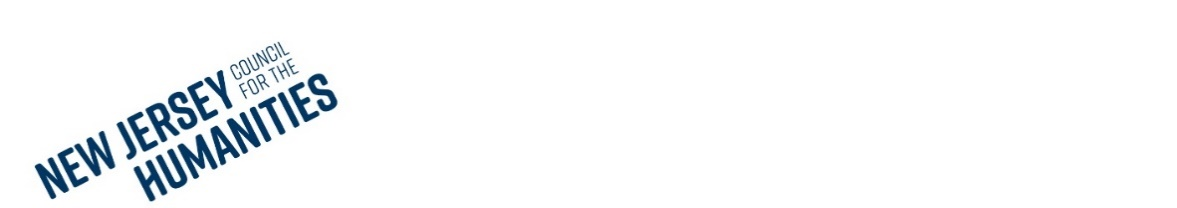 NEW JERSEY COUNCIL
FOR THE
HUMANITIES